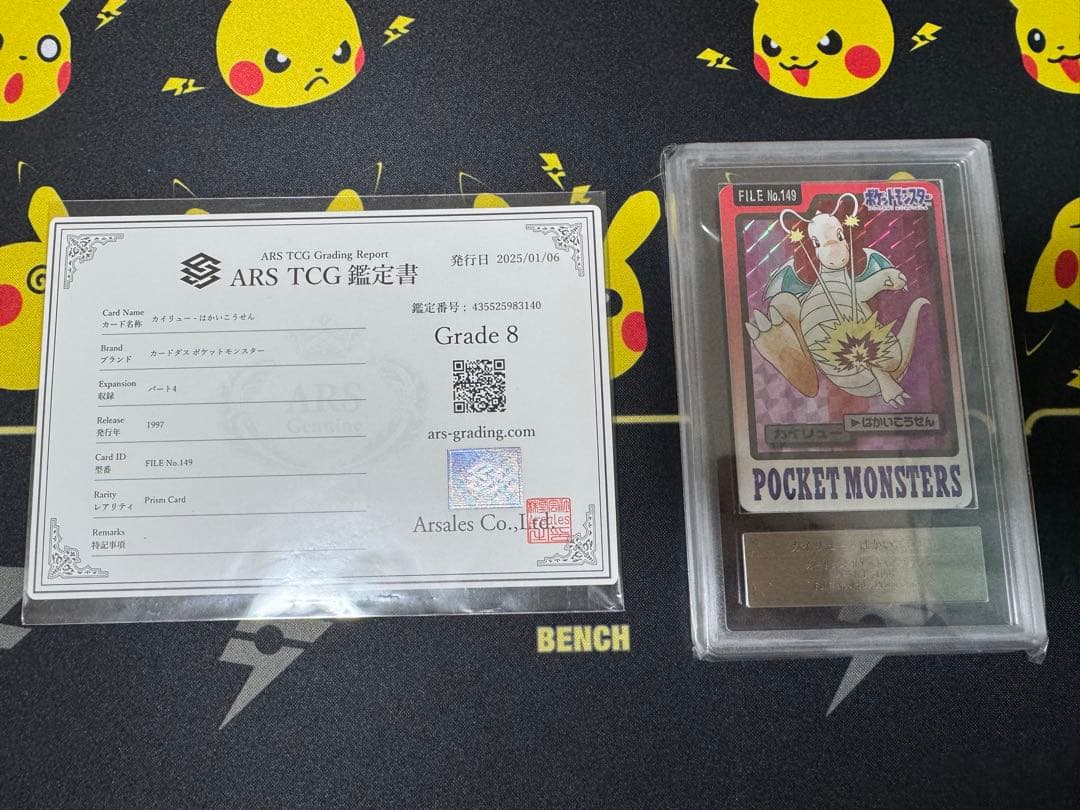 ARS TCG Grading Report
ARS TCG 鑑定書
発行日 2025/01/06
鑑定番号 : 435525983140
Card Name
カード名称
カイリュー・はかいこうせん
Grade 8
Brand
ブランド
カードダス ポケットモンスター
Expansion
収録
パート4
Release
発行年
1997
ARS
Genuine
ars-grading.com
Card ID
型番
FILE No.149
Rarity
レアリティ
Prism Card
Remarks
特記事項
Arsales Co.,Ltd.
FILE No.149
ポケットモンスター
カイリュー
▶はかいこうせん
POCKET MONSTERS
BENCH